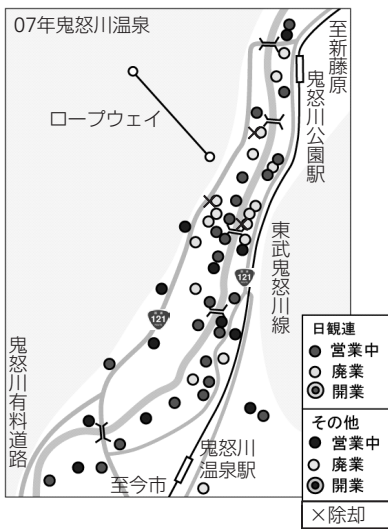 07年鬼怒川温泉
至新藤原
鬼怒川公園駅
ロープウェイ
東武鬼怒川線
121
121
鬼怒川有料道路
鬼怒川
温泉駅
至今市
日観連
営業中
廃業
開業
その他
営業中
廃業
開業
×除却